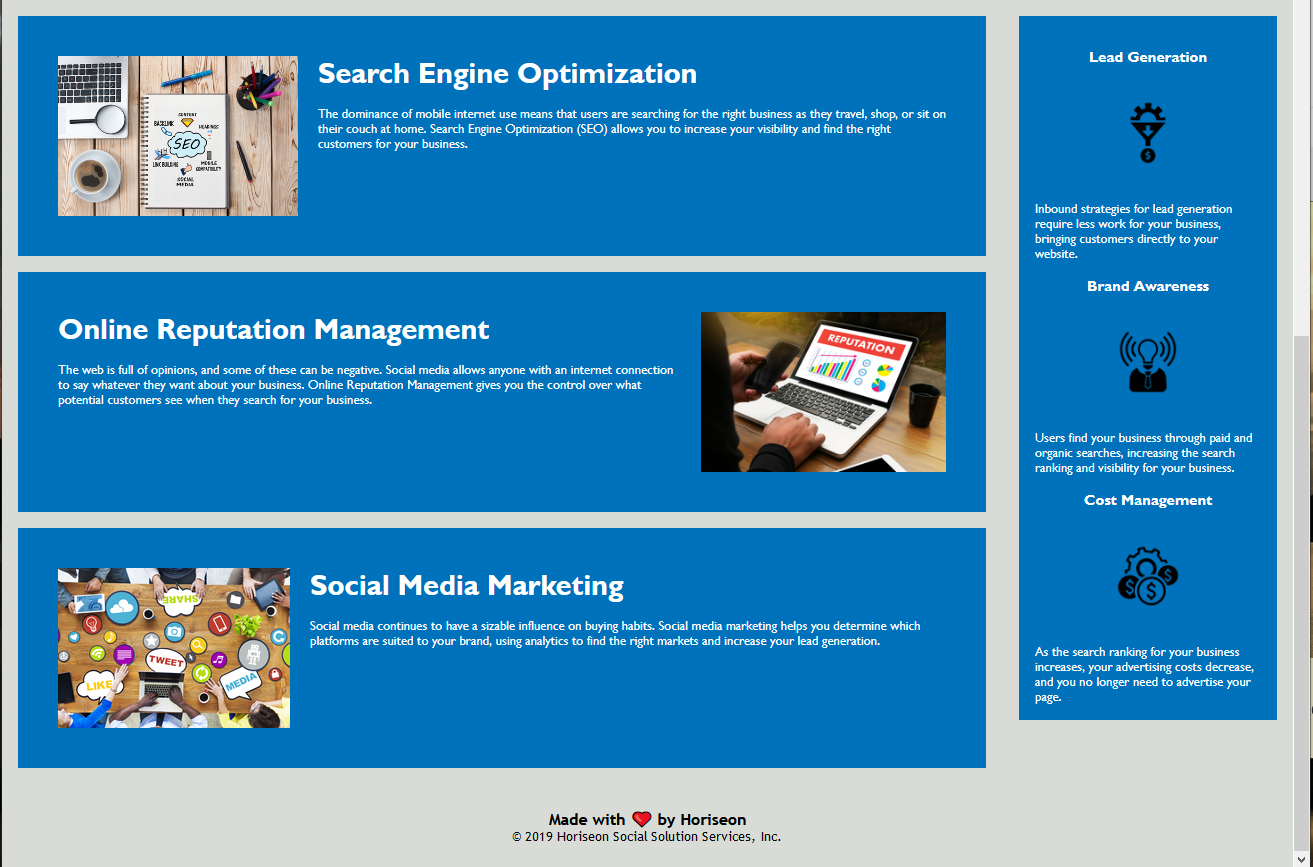 Search Engine Optimization
The dominance of mobile internet use means that users are searching for the right business as they travel, shop, or sit on
their couch at home. Search Engine Optimization (SEO) allows you to increase your visibility and find the right
customers for your business.
CONTENT
BACKLINK
HEADINGS
SEO
LINK BUILDING
MOBILE
COMPATIBILITY
SOCIAL
MEDIA
Online Reputation Management
The web is full of opinions, and some of these can be negative. Social media allows anyone with an internet connection
to say whatever they want about your business. Online Reputation Management gives you the control over what
potential customers see when they search for your business.
REPUTATION
Social Media Marketing
Social media continues to have a sizable influence on buying habits. Social media marketing helps you determine which
platforms are suited to your brand, using analytics to find the right markets and increase your lead generation.
SHARE
TWEET
LIKE
MEDIA
Lead Generation
Inbound strategies for lead generation
require less work for your business,
bringing customers directly to your
website.
Brand Awareness
Users find your business through paid and
organic searches, increasing the search
ranking and visibility for your business.
Cost Management
As the search ranking for your business
increases, your advertising costs decrease,
and you no longer need to advertise your
page.
Made with ❤️ by Horiseon
© 2019 Horiseon Social Solution Services, Inc.